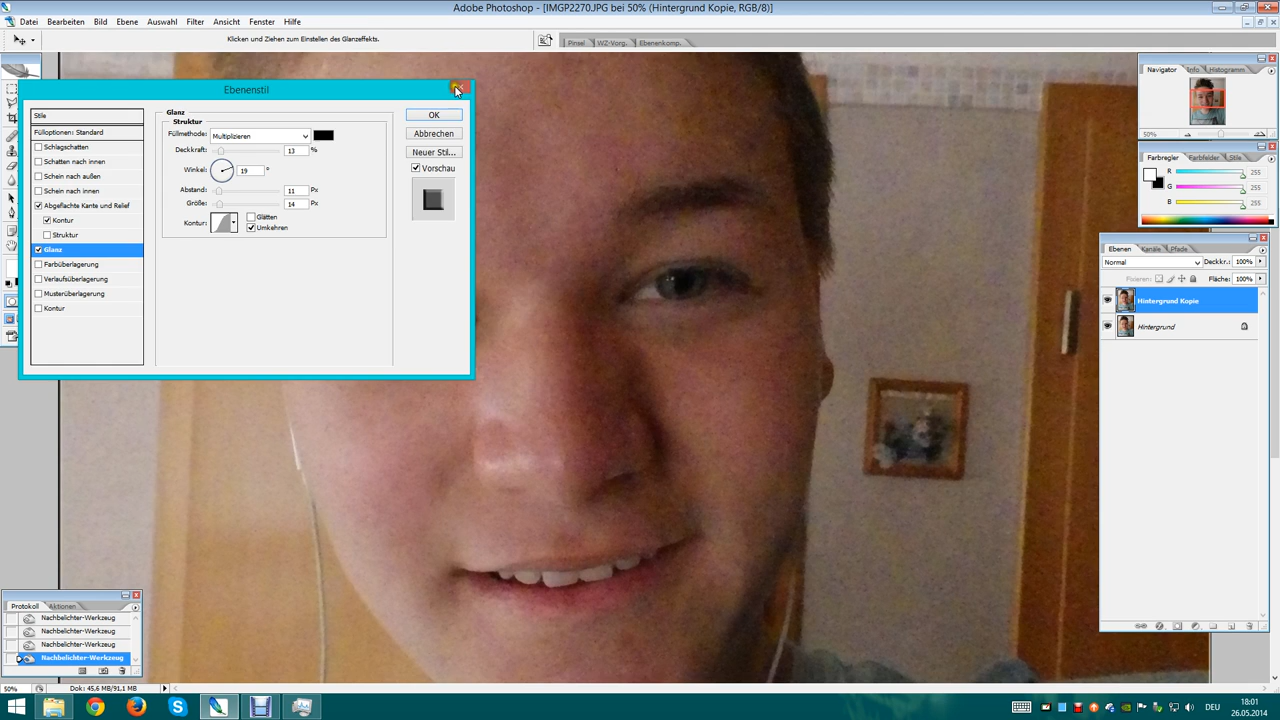 Adobe Photoshop - [IMGP2270.JPG bei 50% (Hintergrund Kopie, RGB/8)]
Datei Bearbeiten Bild Ebene Auswahl Filter Ansicht Fenster Hilfe
Klicken und Ziehen zum Einstellen des Glanzeffekts.
Pinsel WZ-Vorg. Ebenenkomp.
Ebenenstil
Stile
Fülloptionen: Standard
Schlagschatten
Schatten nach innen
Schein nach außen
Schein nach innen
Abgeflachte Kante und Relief
Kontur
Struktur
Glanz
Farbüberlagerung
Verlaufsüberlagerung
Musterüberlagerung
Kontur
Glanz
Struktur
Füllmethode: Multiplizieren
Deckkraft: 13 %
Winkel: 19 °
Abstand: 11 Px
Größe: 14 Px
Kontur: Glätten
Umkehren
OK
Abbrechen
Neuer Stil...
Vorschau
Navigator Info Histogramm
50%
Farbregler Farbfelder Stile
R 255
G 255
B 255
Ebenen Kanäle Pfade
Normal Deckkr.: 100%
Fixieren: Fläche: 100%
Hintergrund Kopie
Hintergrund
Protokoll Aktionen
Nachbelichter-Werkzeug
Nachbelichter-Werkzeug
Nachbelichter-Werkzeug
Nachbelichter-Werkzeug
50% Dok: 45,6 MB/91,1 MB
DEU
18:01
26.05.2014